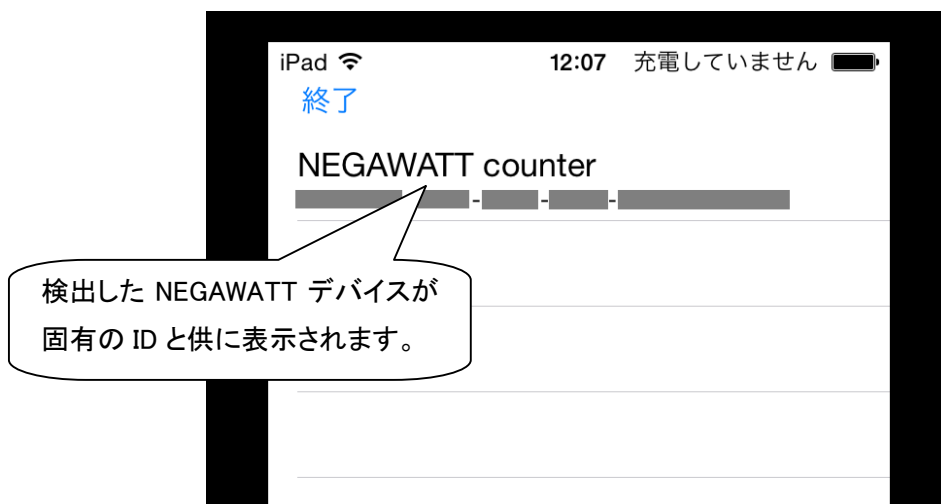 iPad 12:07 充電していません
終了
NEGAWATT counter
- - -
検出した NEGAWATT デバイスが
固有の ID と供に表示されます。